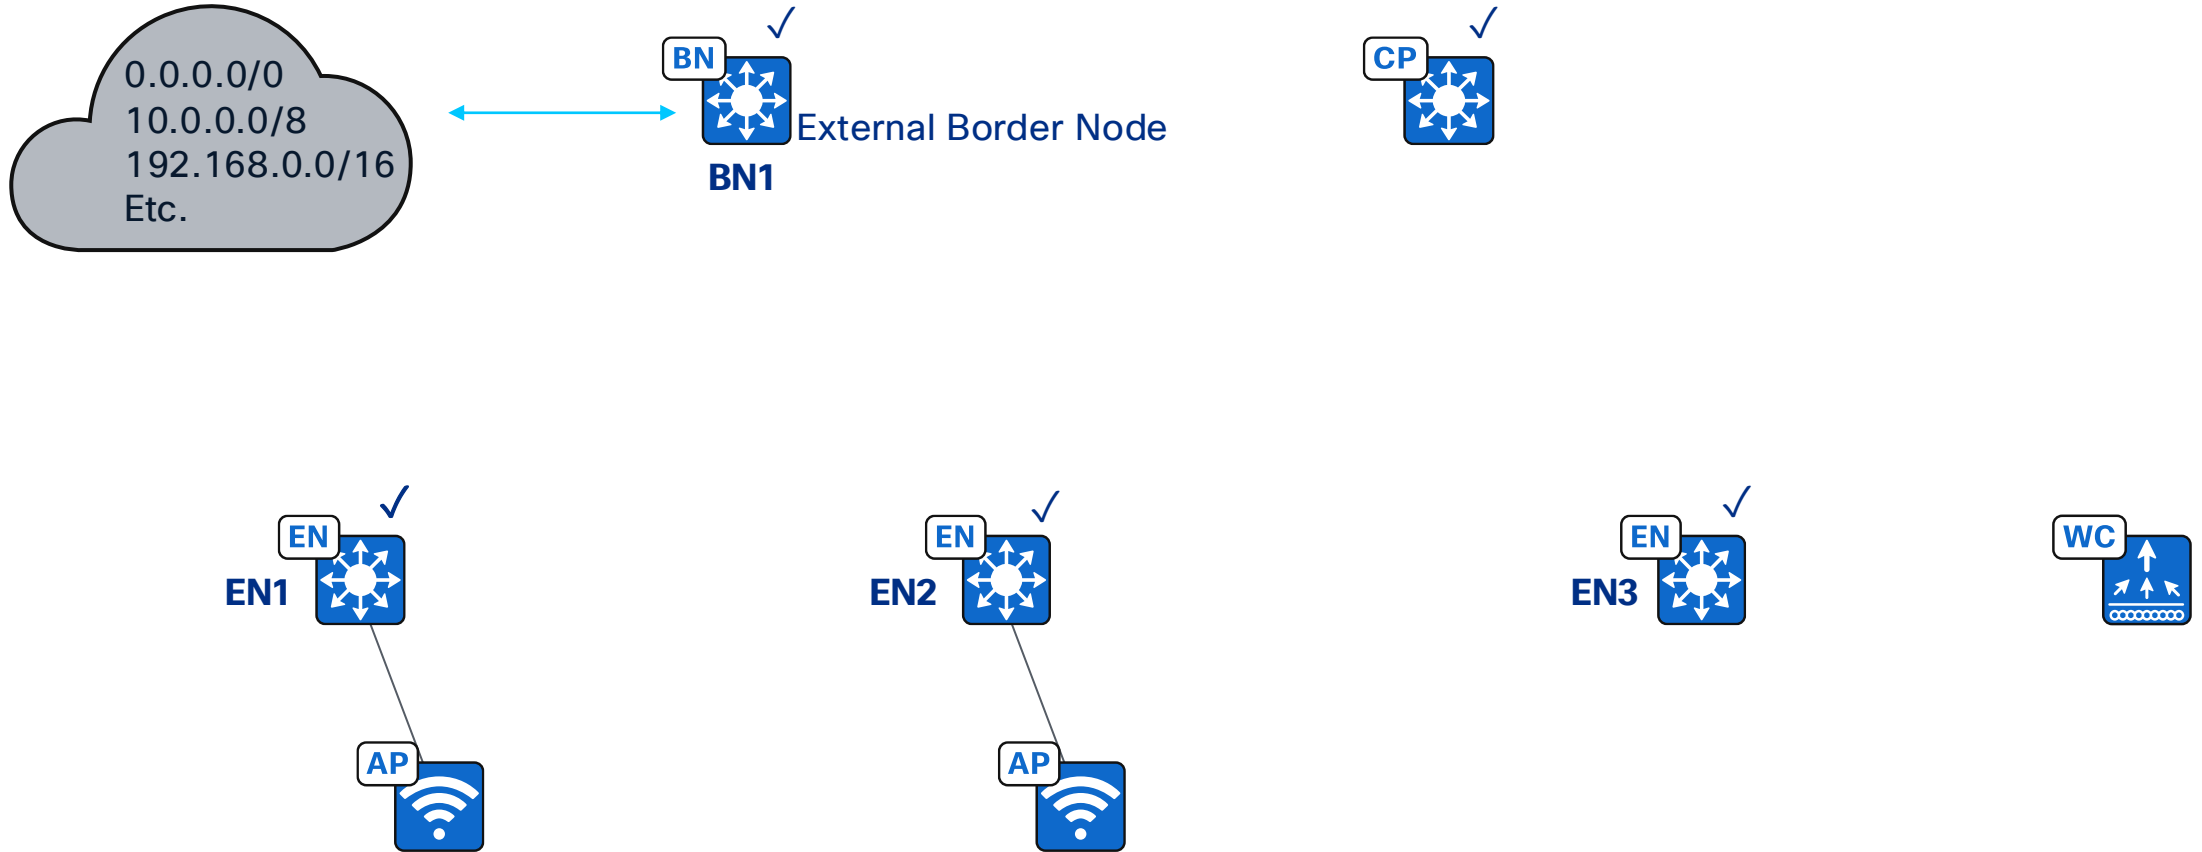 0.0.0.0/0
10.0.0.0/8
192.168.0.0/16
Etc.
BN
External Border Node
BN1
CP
EN
EN1
EN
EN2
EN
EN3
WC
AP
AP